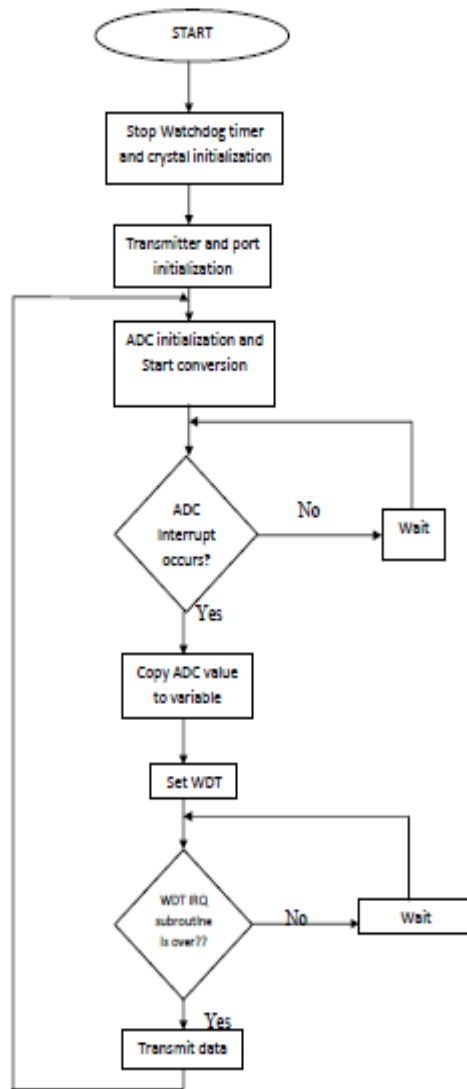 START
Stop Watchdog timer
and crystal initialization
Transmitter and port
initialization
ADC initialization and
Start conversion
ADC
Interrupt
occurs?
No
Wait
Yes
Copy ADC value
to variable
Set WDT
WDT IRQ
subroutine
is over??
No
Wait
Yes
Transmit data